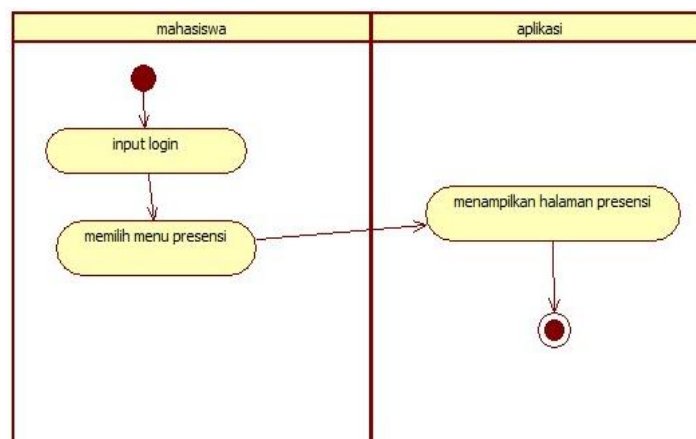 mahasiswa
aplikasi
input login
memilih menu presensi
menampilkan halaman presensi